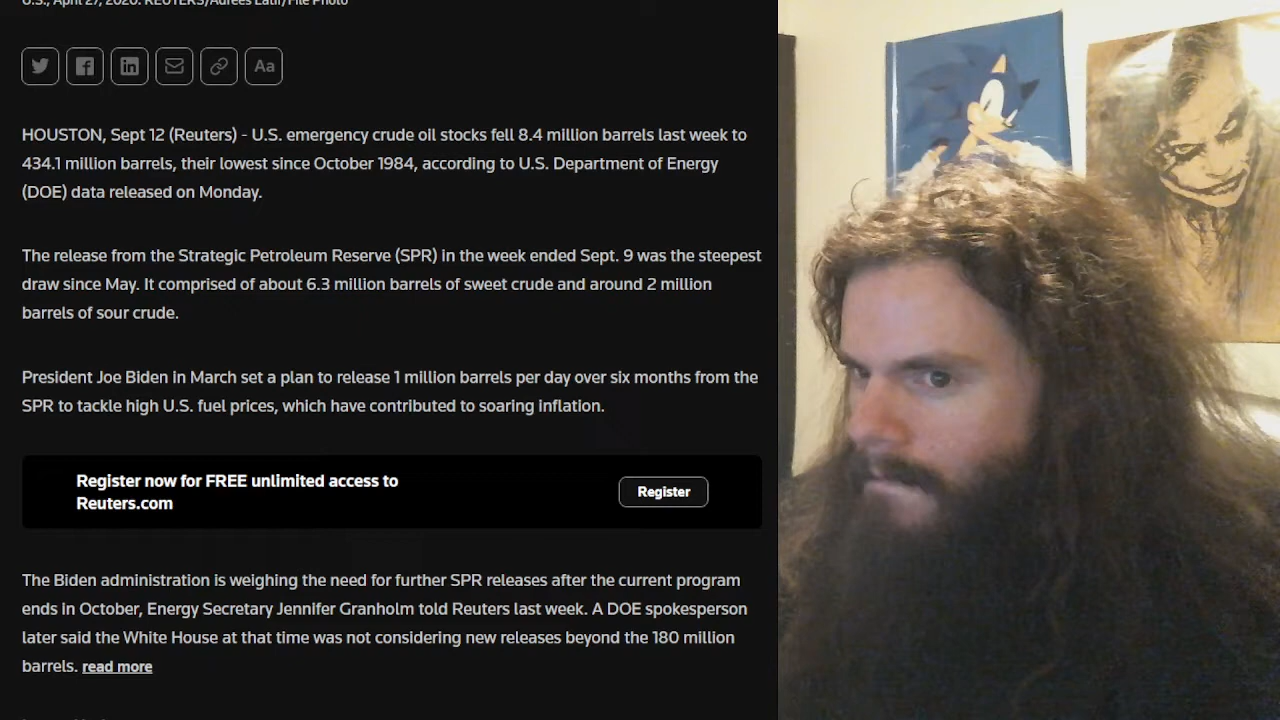 U.S., April 27, 2020. REUTERS/Adrees Latif/File Photo
Aa
HOUSTON, Sept 12 (Reuters) - U.S. emergency crude oil stocks fell 8.4 million barrels last week to
434.1 million barrels, their lowest since October 1984, according to U.S. Department of Energy
(DOE) data released on Monday.
The release from the Strategic Petroleum Reserve (SPR) in the week ended Sept. 9 was the steepest
draw since May. It comprised of about 6.3 million barrels of sweet crude and around 2 million
barrels of sour crude.
President Joe Biden in March set a plan to release 1 million barrels per day over six months from the
SPR to tackle high U.S. fuel prices, which have contributed to soaring inflation.
Register now for FREE unlimited access to
Reuters.com
Register
The Biden administration is weighing the need for further SPR releases after the current program
ends in October, Energy Secretary Jennifer Granholm told Reuters last week. A DOE spokesperson
later said the White House at that time was not considering new releases beyond the 180 million
barrels. read more